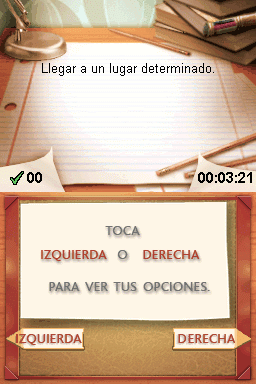 Llegar a un lugar determinado.
00
00:03:21
TOCA
IZQUIERDA O DERECHA
PARA VER TUS OPCIONES.
IZQUIERDA
DERECHA